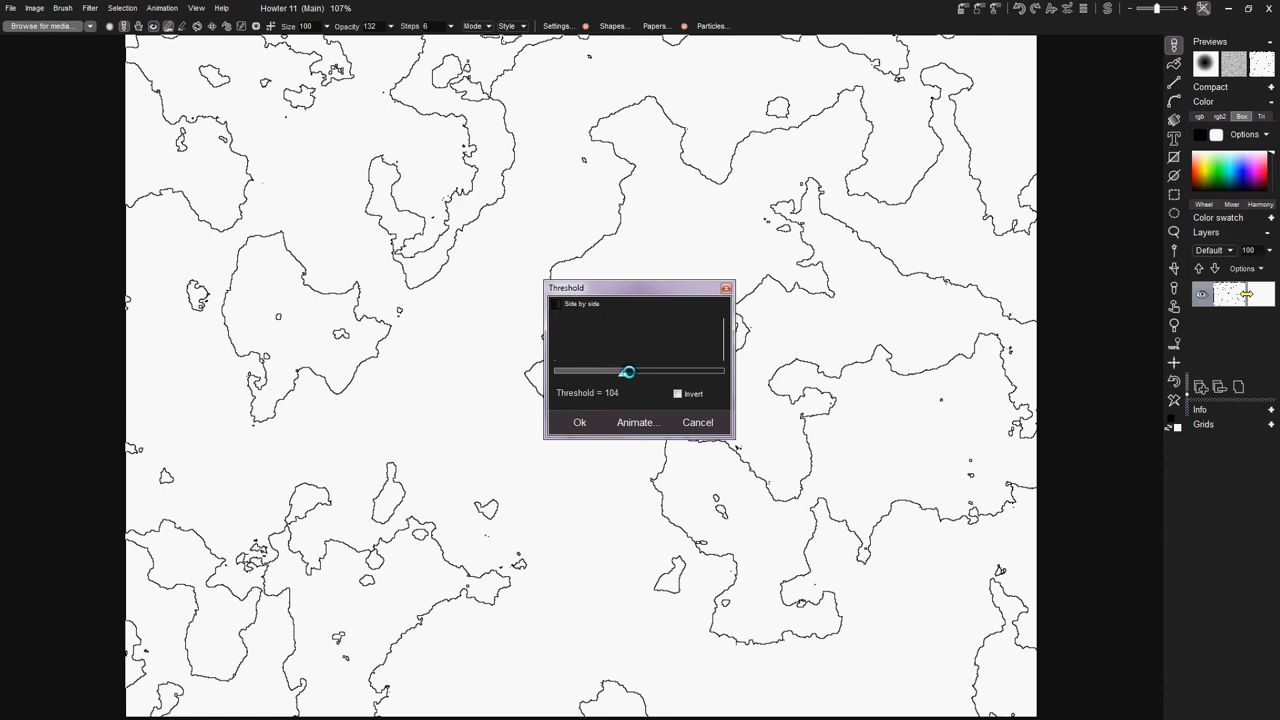 File Image Brush Filter Selection Animation View Help Howler 11 (Main) 107%
Browse for media... Size 100 Opacity 132 Steps 6 Mode Style Settings... Shapes... Papers... Particles...
Previews
Compact
Color
rgb rgb2 Box Tri
Options
Wheel Mixer Harmony
Color swatch
Layers
Default 100
Options
Threshold
Side by side
Threshold = 104 Invert
Ok Animate... Cancel
Info
Grids